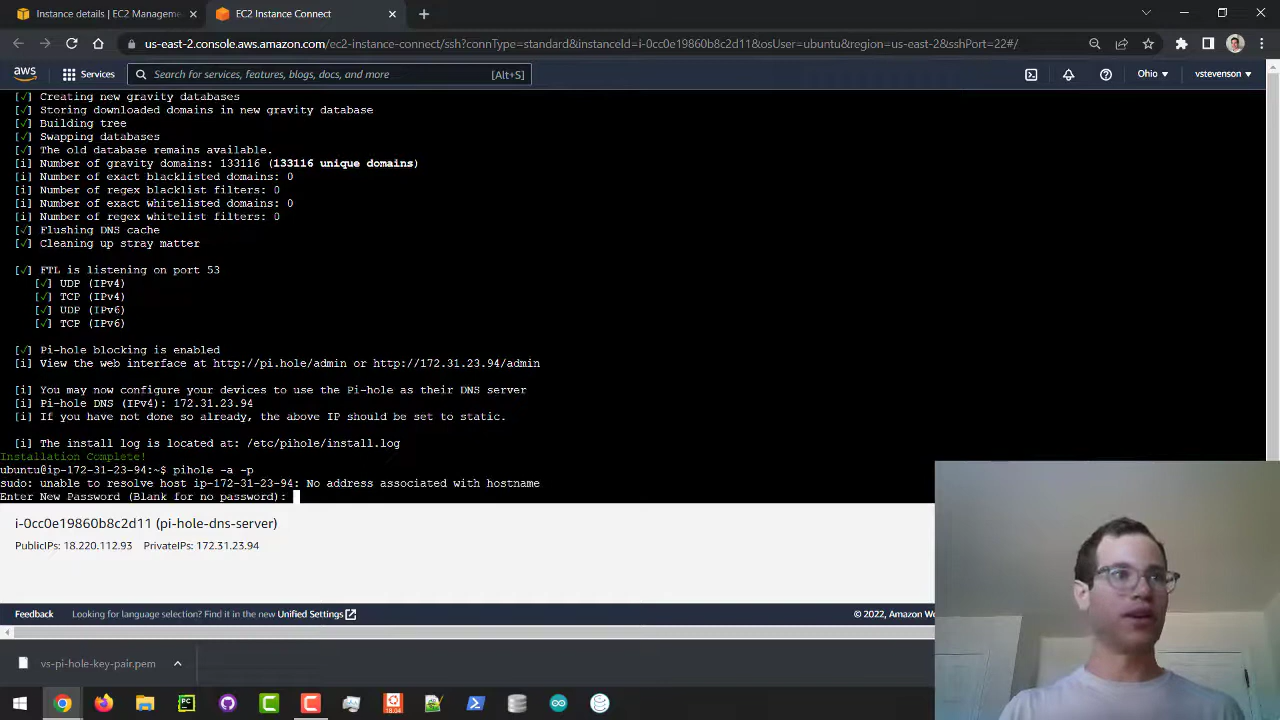 Instance details | EC2 Manageme
EC2 Instance Connect
us-east-2.console.aws.amazon.com/ec2-instance-connect/ssh?connType=standard&instanceId=i-0cc0e19860b8c2d11&osUser=ubuntu&region=us-east-2&sshPort=22#/
aws
Services
Search for services, features, blogs, docs, and more
[Alt+S]
Ohio
vstevenson
[✓] Creating new gravity databases
[✓] Storing downloaded domains in new gravity database
[✓] Building tree
[✓] Swapping databases
[✓] The old database remains available.
[i] Number of gravity domains: 133116 (133116 unique domains)
[i] Number of exact blacklisted domains: 0
[i] Number of regex blacklist filters: 0
[i] Number of exact whitelisted domains: 0
[i] Number of regex whitelist filters: 0
[✓] Flushing DNS cache
[✓] Cleaning up stray matter
[✓] FTL is listening on port 53
[✓] UDP (IPv4)
[✓] TCP (IPv4)
[✓] UDP (IPv6)
[✓] TCP (IPv6)
[✓] Pi-hole blocking is enabled
[i] View the web interface at http://pi.hole/admin or http://172.31.23.94/admin
[i] You may now configure your devices to use the Pi-hole as their DNS server
[i] Pi-hole DNS (IPv4): 172.31.23.94
[i] If you have not done so already, the above IP should be set to static.
[i] The install log is located at: /etc/pihole/install.log
Installation Complete!
ubuntu@ip-172-31-23-94:~$ pihole -a -p
sudo: unable to resolve host ip-172-31-23-94: No address associated with hostname
Enter New Password (Blank for no password):
i-0cc0e19860b8c2d11 (pi-hole-dns-server)
PublicIPs: 18.220.112.93 PrivateIPs: 172.31.23.94
Feedback
Looking for language selection? Find it in the new Unified Settings
© 2022, Amazon We
vs-pi-hole-key-pair.pem
PC
18.04